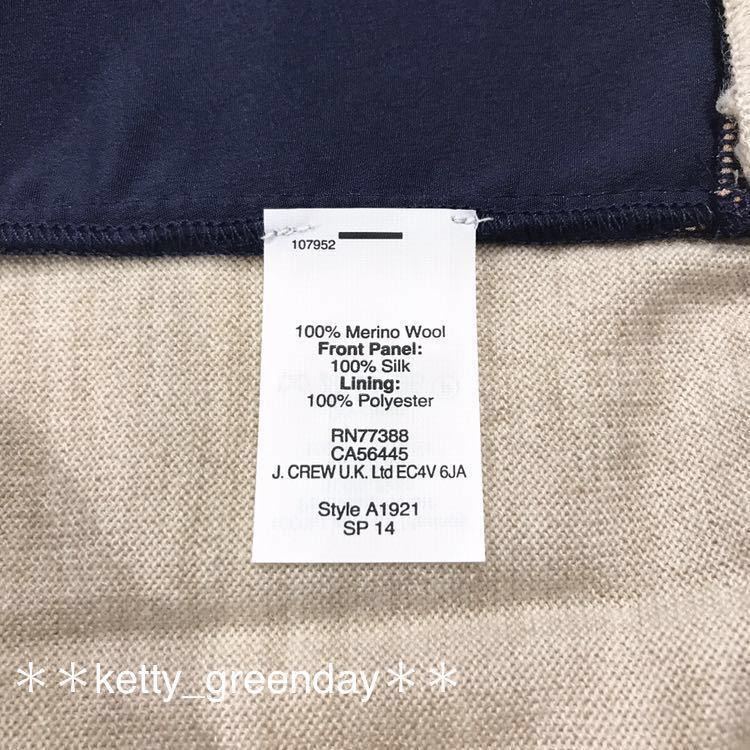 107952
100% Merino Wool
Front Panel:
100% Silk
Lining:
100% Polyester
RN77388
CA56445
J. CREW U.K. Ltd EC4V 6JA
Style A1921
SP 14
＊＊ketty_greenday＊＊